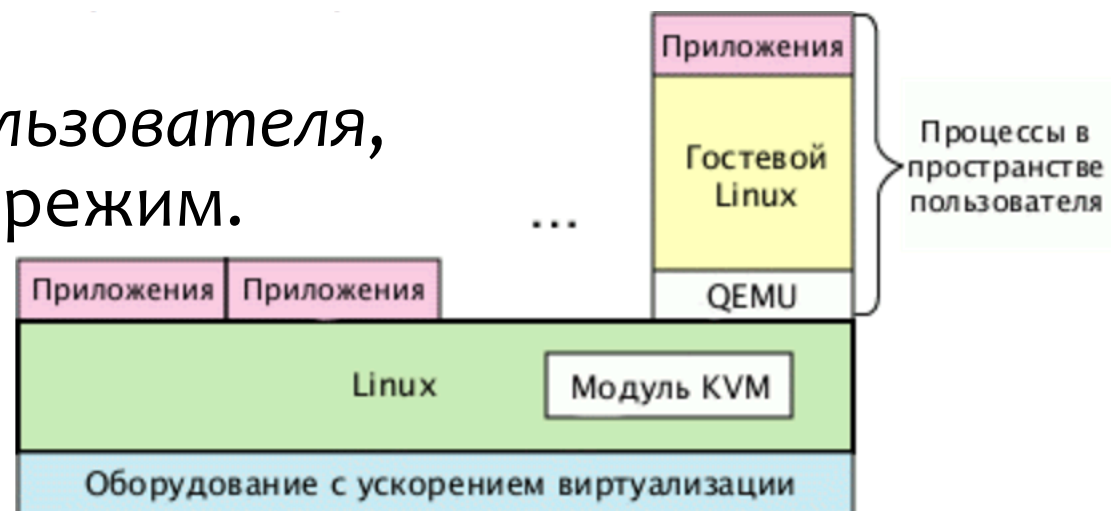 льзователя,
режим.
...
Приложения
Гостевой
Linux
QEMU
Процессы в
пространстве
пользователя
Приложения Приложения
Linux
Модуль KVM
Оборудование с ускорением виртуализации